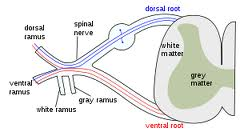 dorsal root
spinal
nerve
dorsal
ramus
white
matter
grey
matter
ventral
ramus
gray ramus
white ramus
ventral root